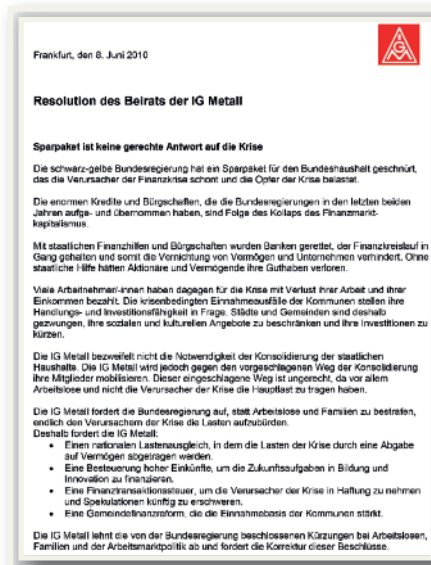 IGM
Frankfurt, den 8. Juni 2010
Resolution des Beirats der IG Metall
Sparpaket ist keine gerechte Antwort auf die Krise
Die schwarz-gelbe Bundesregierung hat ein Sparpaket für den Bundeshaushalt geschnürt,
das die Verursacher der Finanzkrise schont und die Opfer der Krise belastet.
Die enormen Kredite und Bürgschaften, die die Bundesregierungen in den letzten beiden
Jahren aufge- und übernommen haben, sind Folge des Kollaps des Finanzmarkt-
kapitalismus.
Mit staatlichen Finanzhilfen und Bürgschaften wurden Banken gerettet, der Finanzkreislauf in
Gang gehalten und somit die Vernichtung von Vermögen und Unternehmen verhindert. Ohne
staatliche Hilfe hätten Aktionäre und Vermögende ihre Guthaben verloren.
Viele Arbeitnehmer/-innen haben dagegen für die Krise mit Verlust ihrer Arbeit und ihrer
Einkommen bezahlt. Die krisenbedingten Einnahmeausfälle der Kommunen stellen ihre
Handlungs- und Investitionsfähigkeit in Frage. Städte und Gemeinden sind deshalb
gezwungen, ihre sozialen und kulturellen Angebote zu beschränken und ihre Investitionen zu
kürzen.
Die IG Metall bezweifelt nicht die Notwendigkeit der Konsolidierung der staatlichen
Haushalte. Die IG Metall wird jedoch gegen den vorgeschlagenen Weg der Konsolidierung
ihre Mitglieder mobilisieren. Dieser eingeschlagene Weg ist ungerecht, da vor allem
Arbeitslose und nicht die Verursacher der Krise die Hauptlast zu tragen haben.
Die IG Metall fordert die Bundesregierung auf, statt Arbeitslose und Familien zu bestrafen,
endlich den Verursachern der Krise die Lasten aufzubürden.
Deshalb fordert die IG Metall:
• Einen nationalen Lastenausgleich, in dem die Lasten der Krise durch eine Abgabe
auf Vermögen abgetragen werden.
• Eine Besteuerung hoher Einkünfte, um die Zukunftsaufgaben in Bildung und
Innovation zu finanzieren.
• Eine Finanztransaktionssteuer, um die Verursacher der Krise in Haftung zu nehmen
und Spekulationen künftig zu erschweren.
• Eine Gemeindefinanzreform, die die Einnahmebasis der Kommunen stärkt.
Die IG Metall lehnt die von der Bundesregierung beschlossenen Kürzungen bei Arbeitslosen,
Familien und der Arbeitsmarktpolitik ab und fordert die Korrektur dieser Beschlüsse.